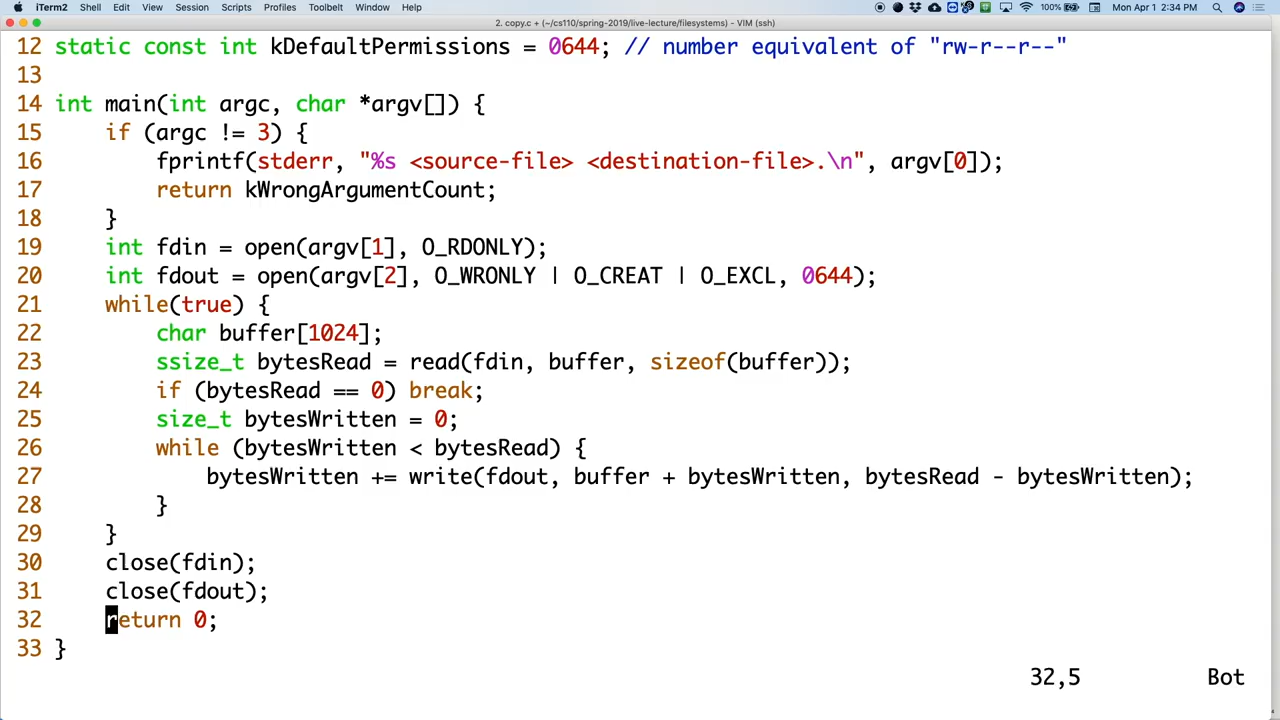 iTerm2 Shell Edit View Session Scripts Profiles Toolbelt Window Help 100% Mon Apr 1 2:34 PM
2. copy.c + (~/cs110/spring-2019/live-lecture/filesystems) - VIM (ssh)
12 static const int kDefaultPermissions = 0644; // number equivalent of "rw-r--r--"
13
14 int main(int argc, char *argv[]) {
15     if (argc != 3) {
16         fprintf(stderr, "%s <source-file> <destination-file>.\n", argv[0]);
17         return kWrongArgumentCount;
18     }
19     int fdin = open(argv[1], O_RDONLY);
20     int fdout = open(argv[2], O_WRONLY | O_CREAT | O_EXCL, 0644);
21     while(true) {
22         char buffer[1024];
23         ssize_t bytesRead = read(fdin, buffer, sizeof(buffer));
24         if (bytesRead == 0) break;
25         size_t bytesWritten = 0;
26         while (bytesWritten < bytesRead) {
27             bytesWritten += write(fdout, buffer + bytesWritten, bytesRead - bytesWritten);
28         }
29     }
30     close(fdin);
31     close(fdout);
32     return 0;
33 }
32,5 Bot